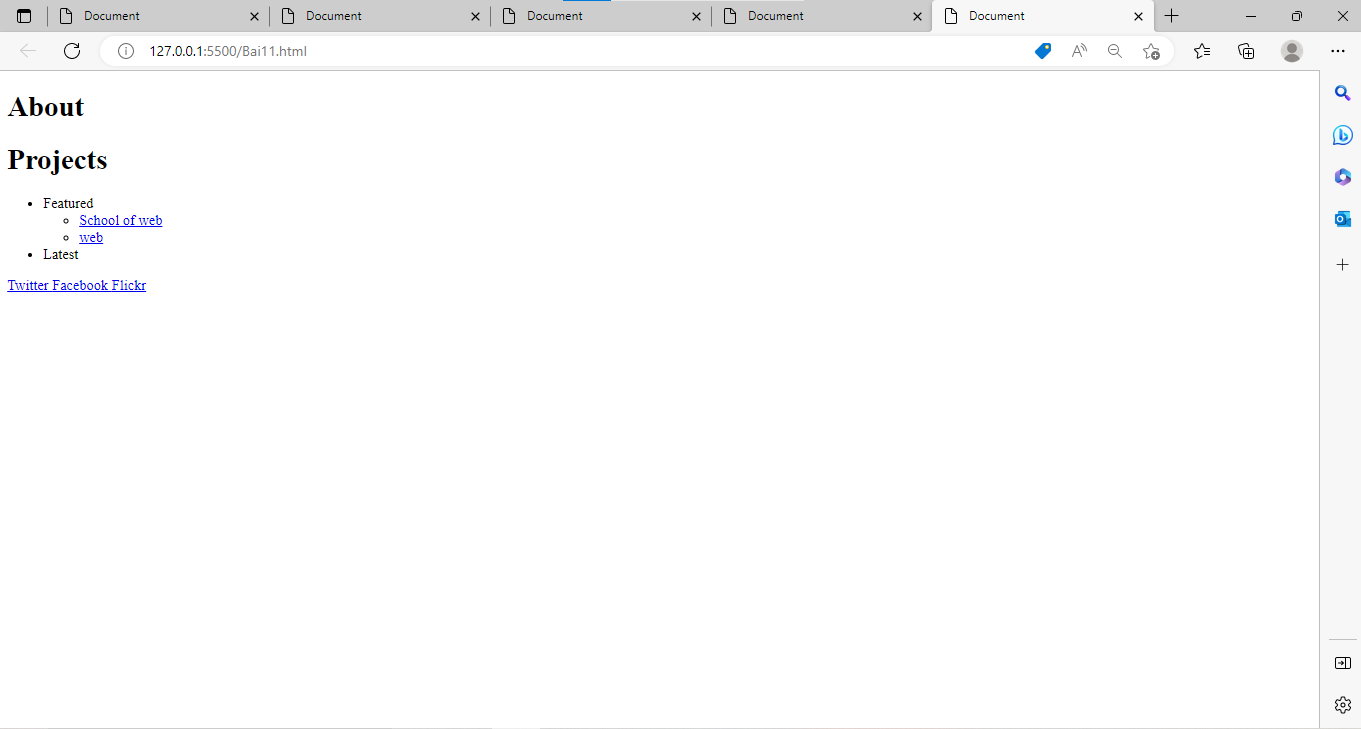 Document Document Document Document Document
127.0.0.1:5500/Bai11.html
About
Projects
Featured
School of web
web
Latest
Twitter Facebook Flickr